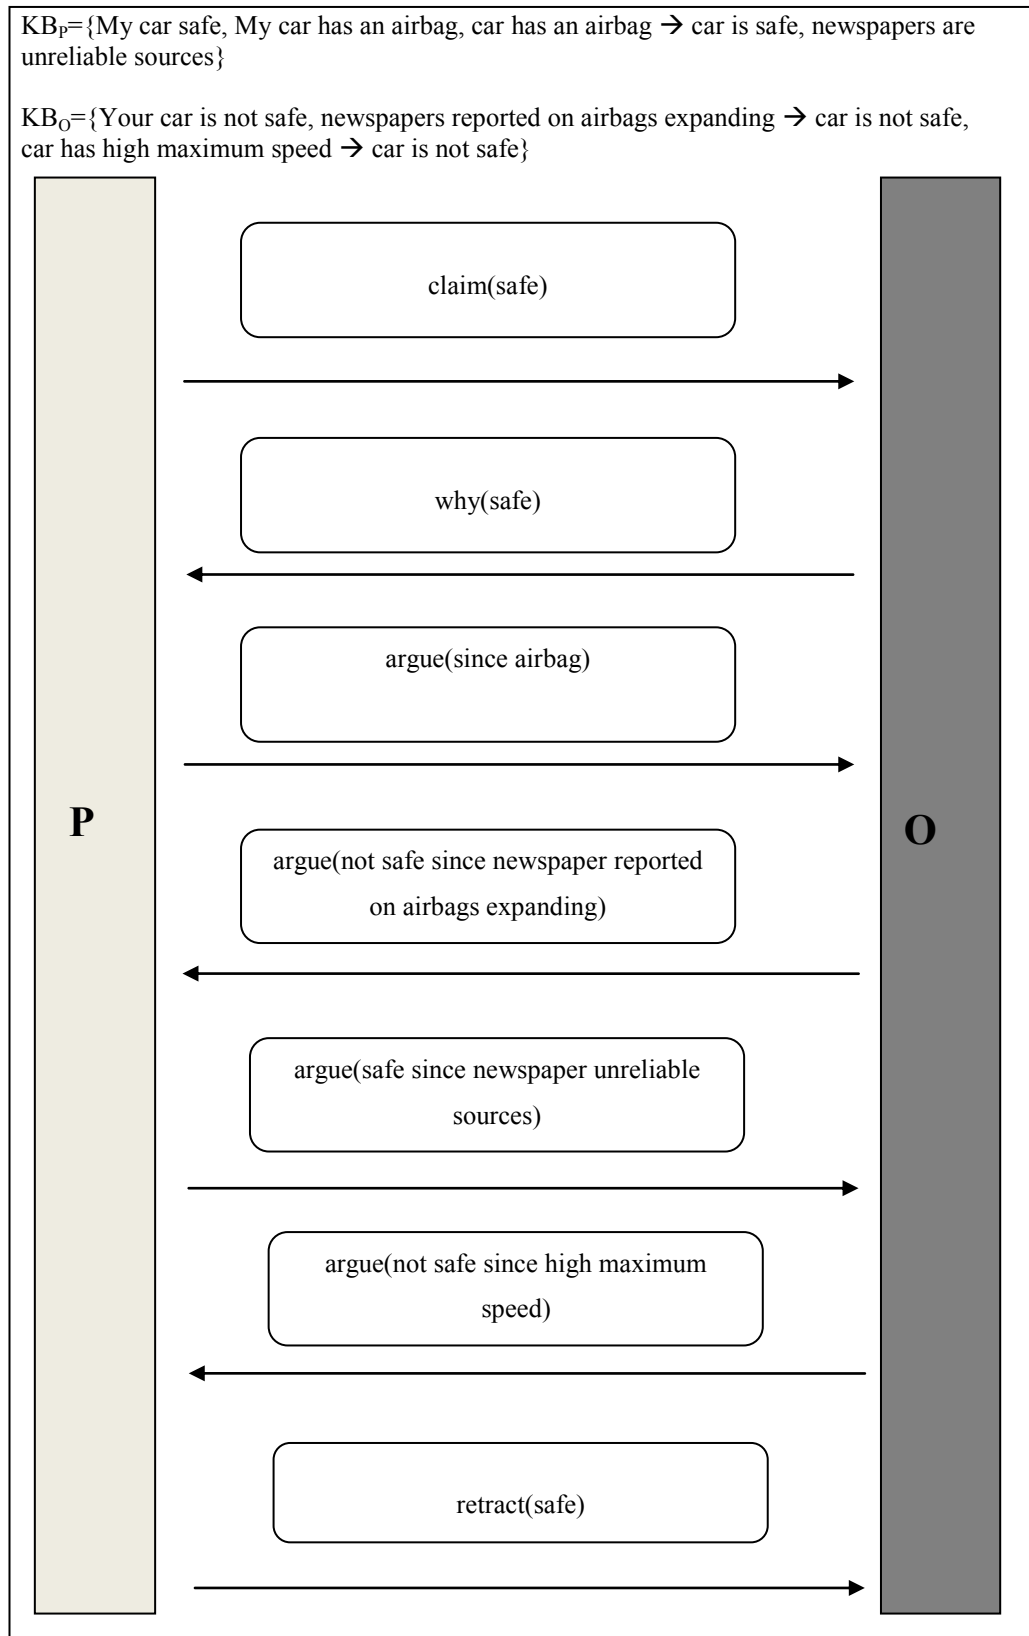 KBP={My car safe, My car has an airbag, car has an airbag → car is safe, newspapers are
unreliable sources}
KBO={Your car is not safe, newspapers reported on airbags expanding → car is not safe,
car has high maximum speed → car is not safe}
claim(safe)
why(safe)
argue(since airbag)
P
O
argue(not safe since newspaper reported
on airbags expanding)
argue(safe since newspaper unreliable
sources)
argue(not safe since high maximum
speed)
retract(safe)